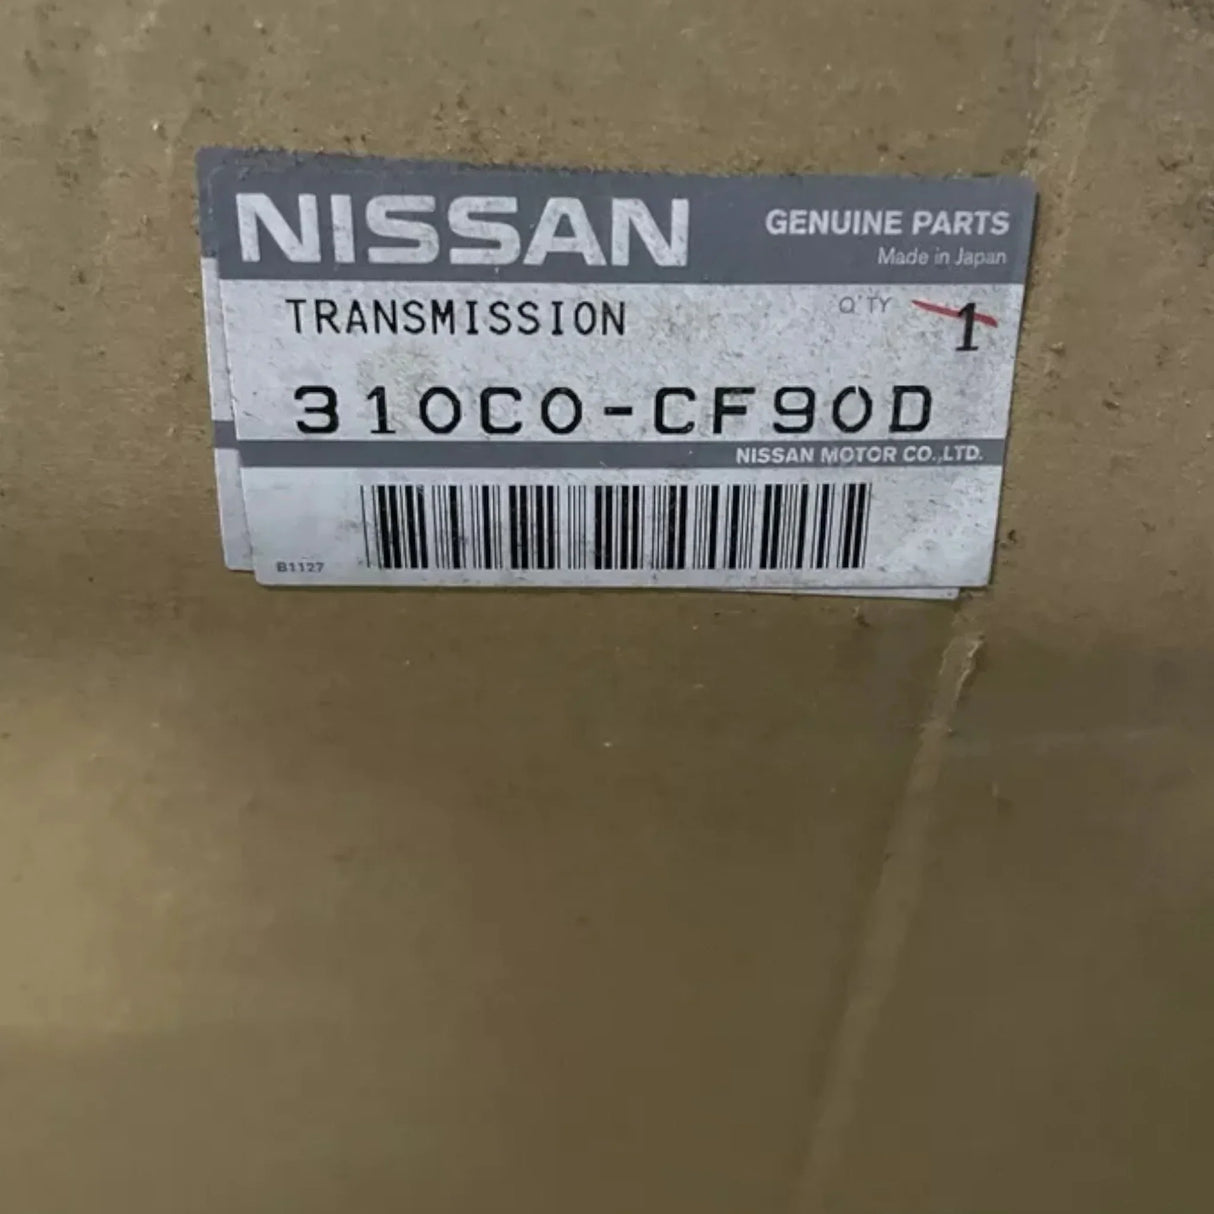 NISSAN
GENUINE PARTS
Made in Japan
TRANSMISSION
Q'TY 1
310C0-CF90D
NISSAN MOTOR CO.,LTD.
B1127